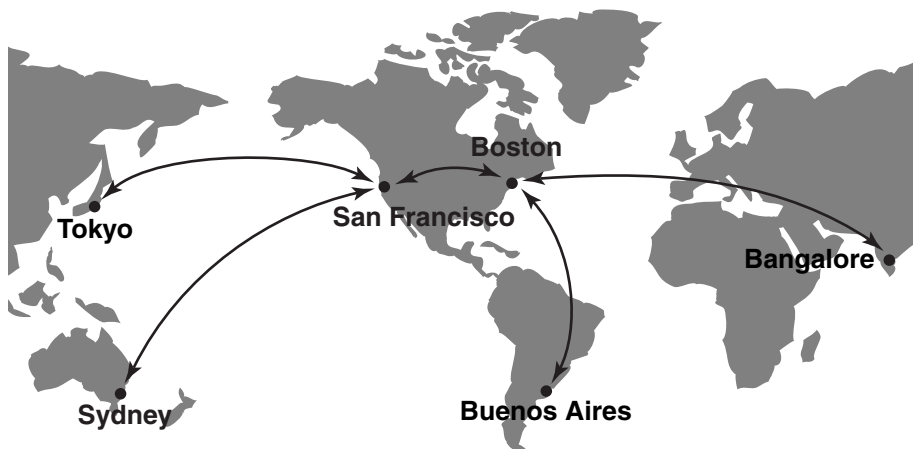 Boston
San Francisco
Tokyo
Bangalore
Sydney
Buenos Aires